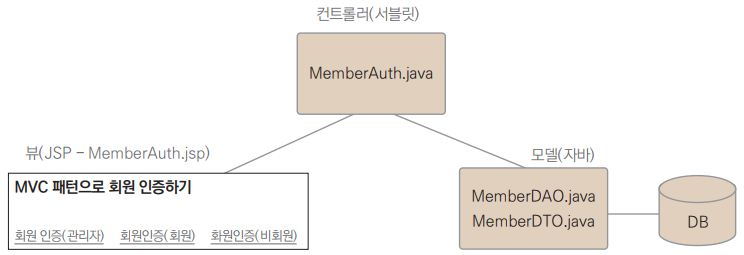 컨트롤러(서블릿)
MemberAuth.java
뷰(JSP - MemberAuth.jsp)
MVC 패턴으로 회원 인증하기
회원 인증(관리자) 회원인증(회원) 화원인증(비회원)
모델(자바)
MemberDAO.java
MemberDTO.java
DB